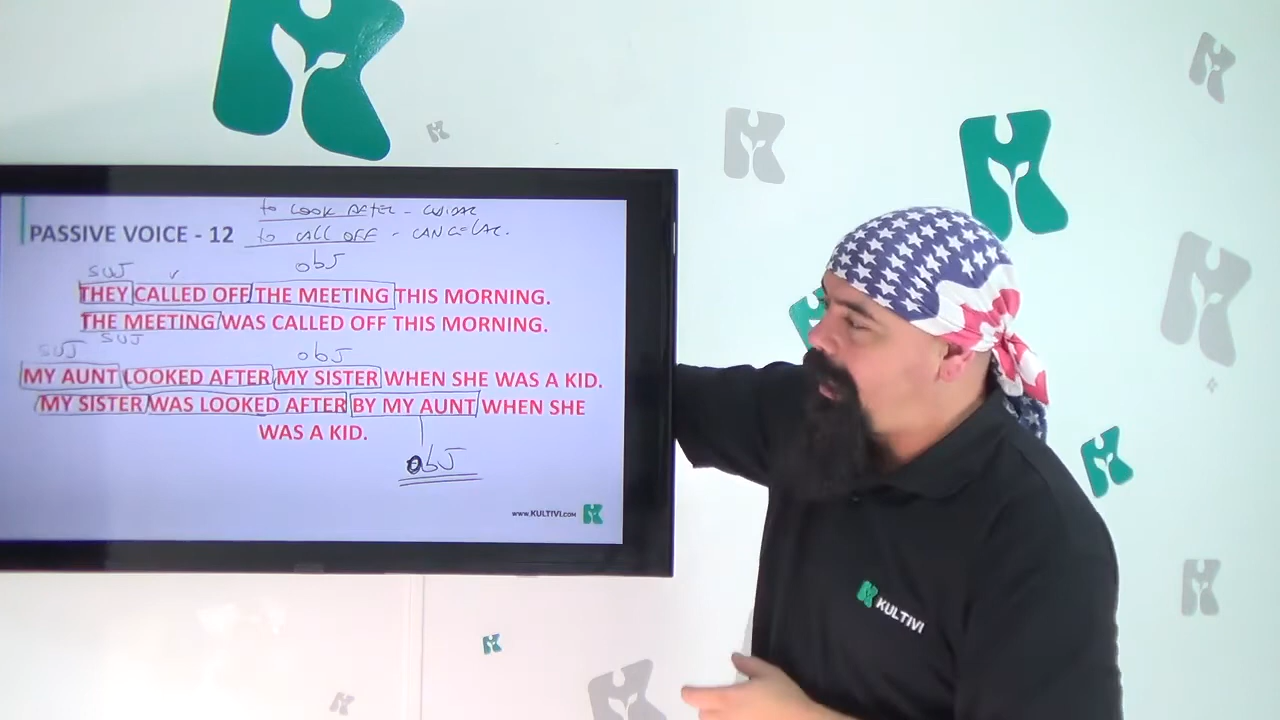 to LOOK AFTER - CUIDAR
PASSIVE VOICE - 12
to CALL OFF - CANCELAR.
SUJ V obJ
THEY CALLED OFF THE MEETING THIS MORNING.
THE MEETING WAS CALLED OFF THIS MORNING.
SUJ
SUJ obJ
MY AUNT LOOKED AFTER MY SISTER WHEN SHE WAS A KID.
MY SISTER WAS LOOKED AFTER BY MY AUNT WHEN SHE
WAS A KID.
obJ
WWW.KULTIVI.COM
KULTIVI